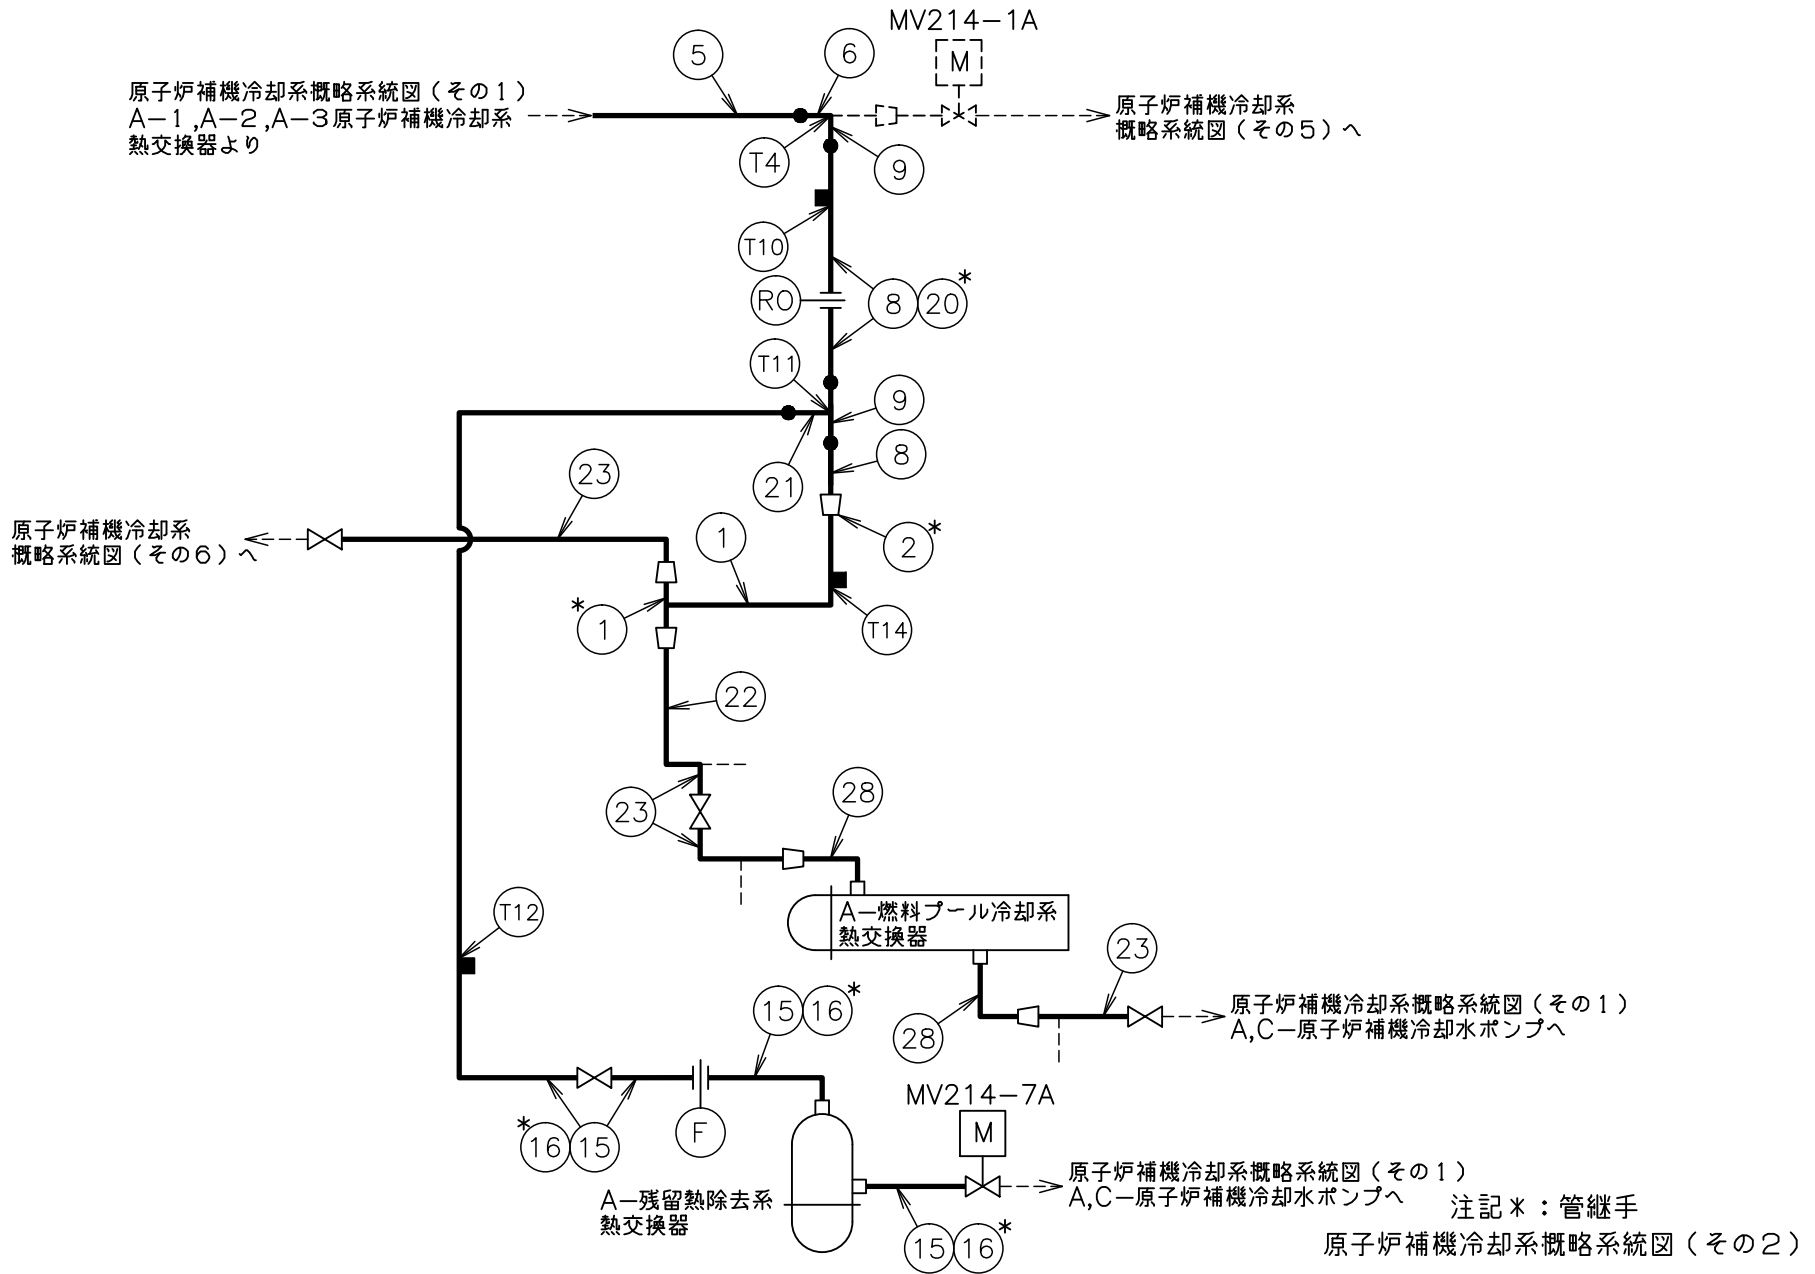 MV214-1A
M
5
6
原子炉補機冷却系概略系統図(その1)
A-1,A-2,A-3原子炉補機冷却系
熱交換器より
原子炉補機冷却系
概略系統図(その5)へ
T4
9
T10
RO
8
20*
T11
9
8
21
23
原子炉補機冷却系
概略系統図(その6)へ
1
2*
*1
T14
22
23
28
T12
A-燃料プール冷却系
熱交換器
23
15
16*
28
原子炉補機冷却系概略系統図(その1)
A,C-原子炉補機冷却水ポンプへ
MV214-7A
M
*16
15
F
原子炉補機冷却系概略系統図(その1)
A,C-原子炉補機冷却水ポンプへ
A-残留熱除去系
熱交換器
15
16*
注記*:管継手
原子炉補機冷却系概略系統図(その2)